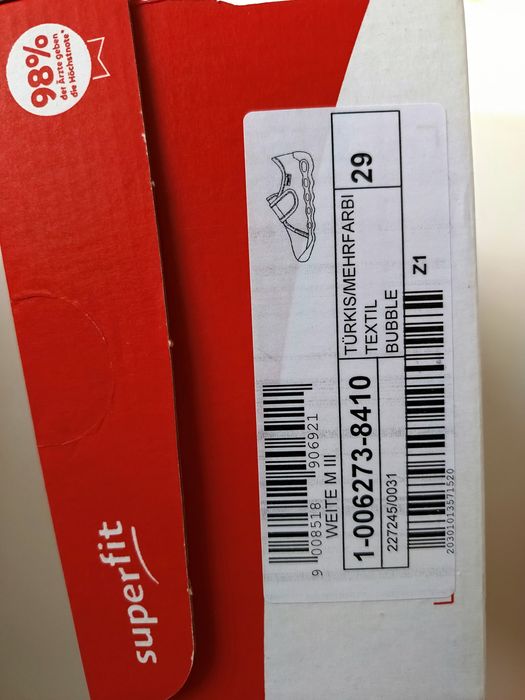 98%
der Ärzte geben
die Höchstnote*
superfit
9 008518 906921
WEITE M III
1-006273-8410
227245/0031
TÜRKIS/MEHRFARBI
TEXTIL
BUBBLE
29
Z1
20301013571520